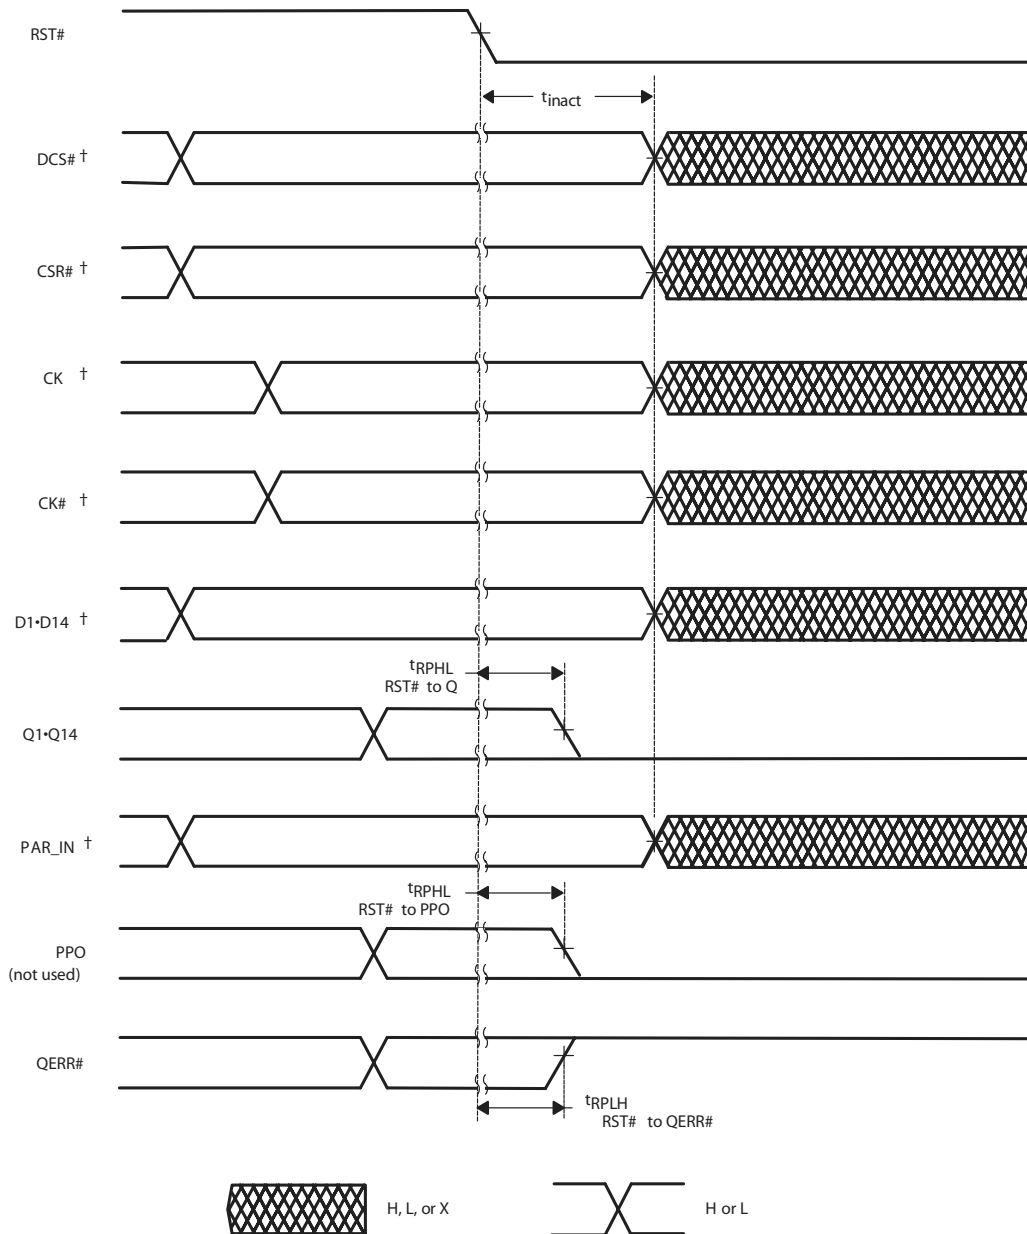 RST#
tinact
DCS# †
CSR# †
CK †
CK# †
D1•D14 †
tRPHL
RST# to Q
Q1•Q14
PAR_IN †
tRPHL
RST# to PPO
PPO
(not used)
QERR#
tRPLH
RST# to QERR#
H, L, or X
H or L